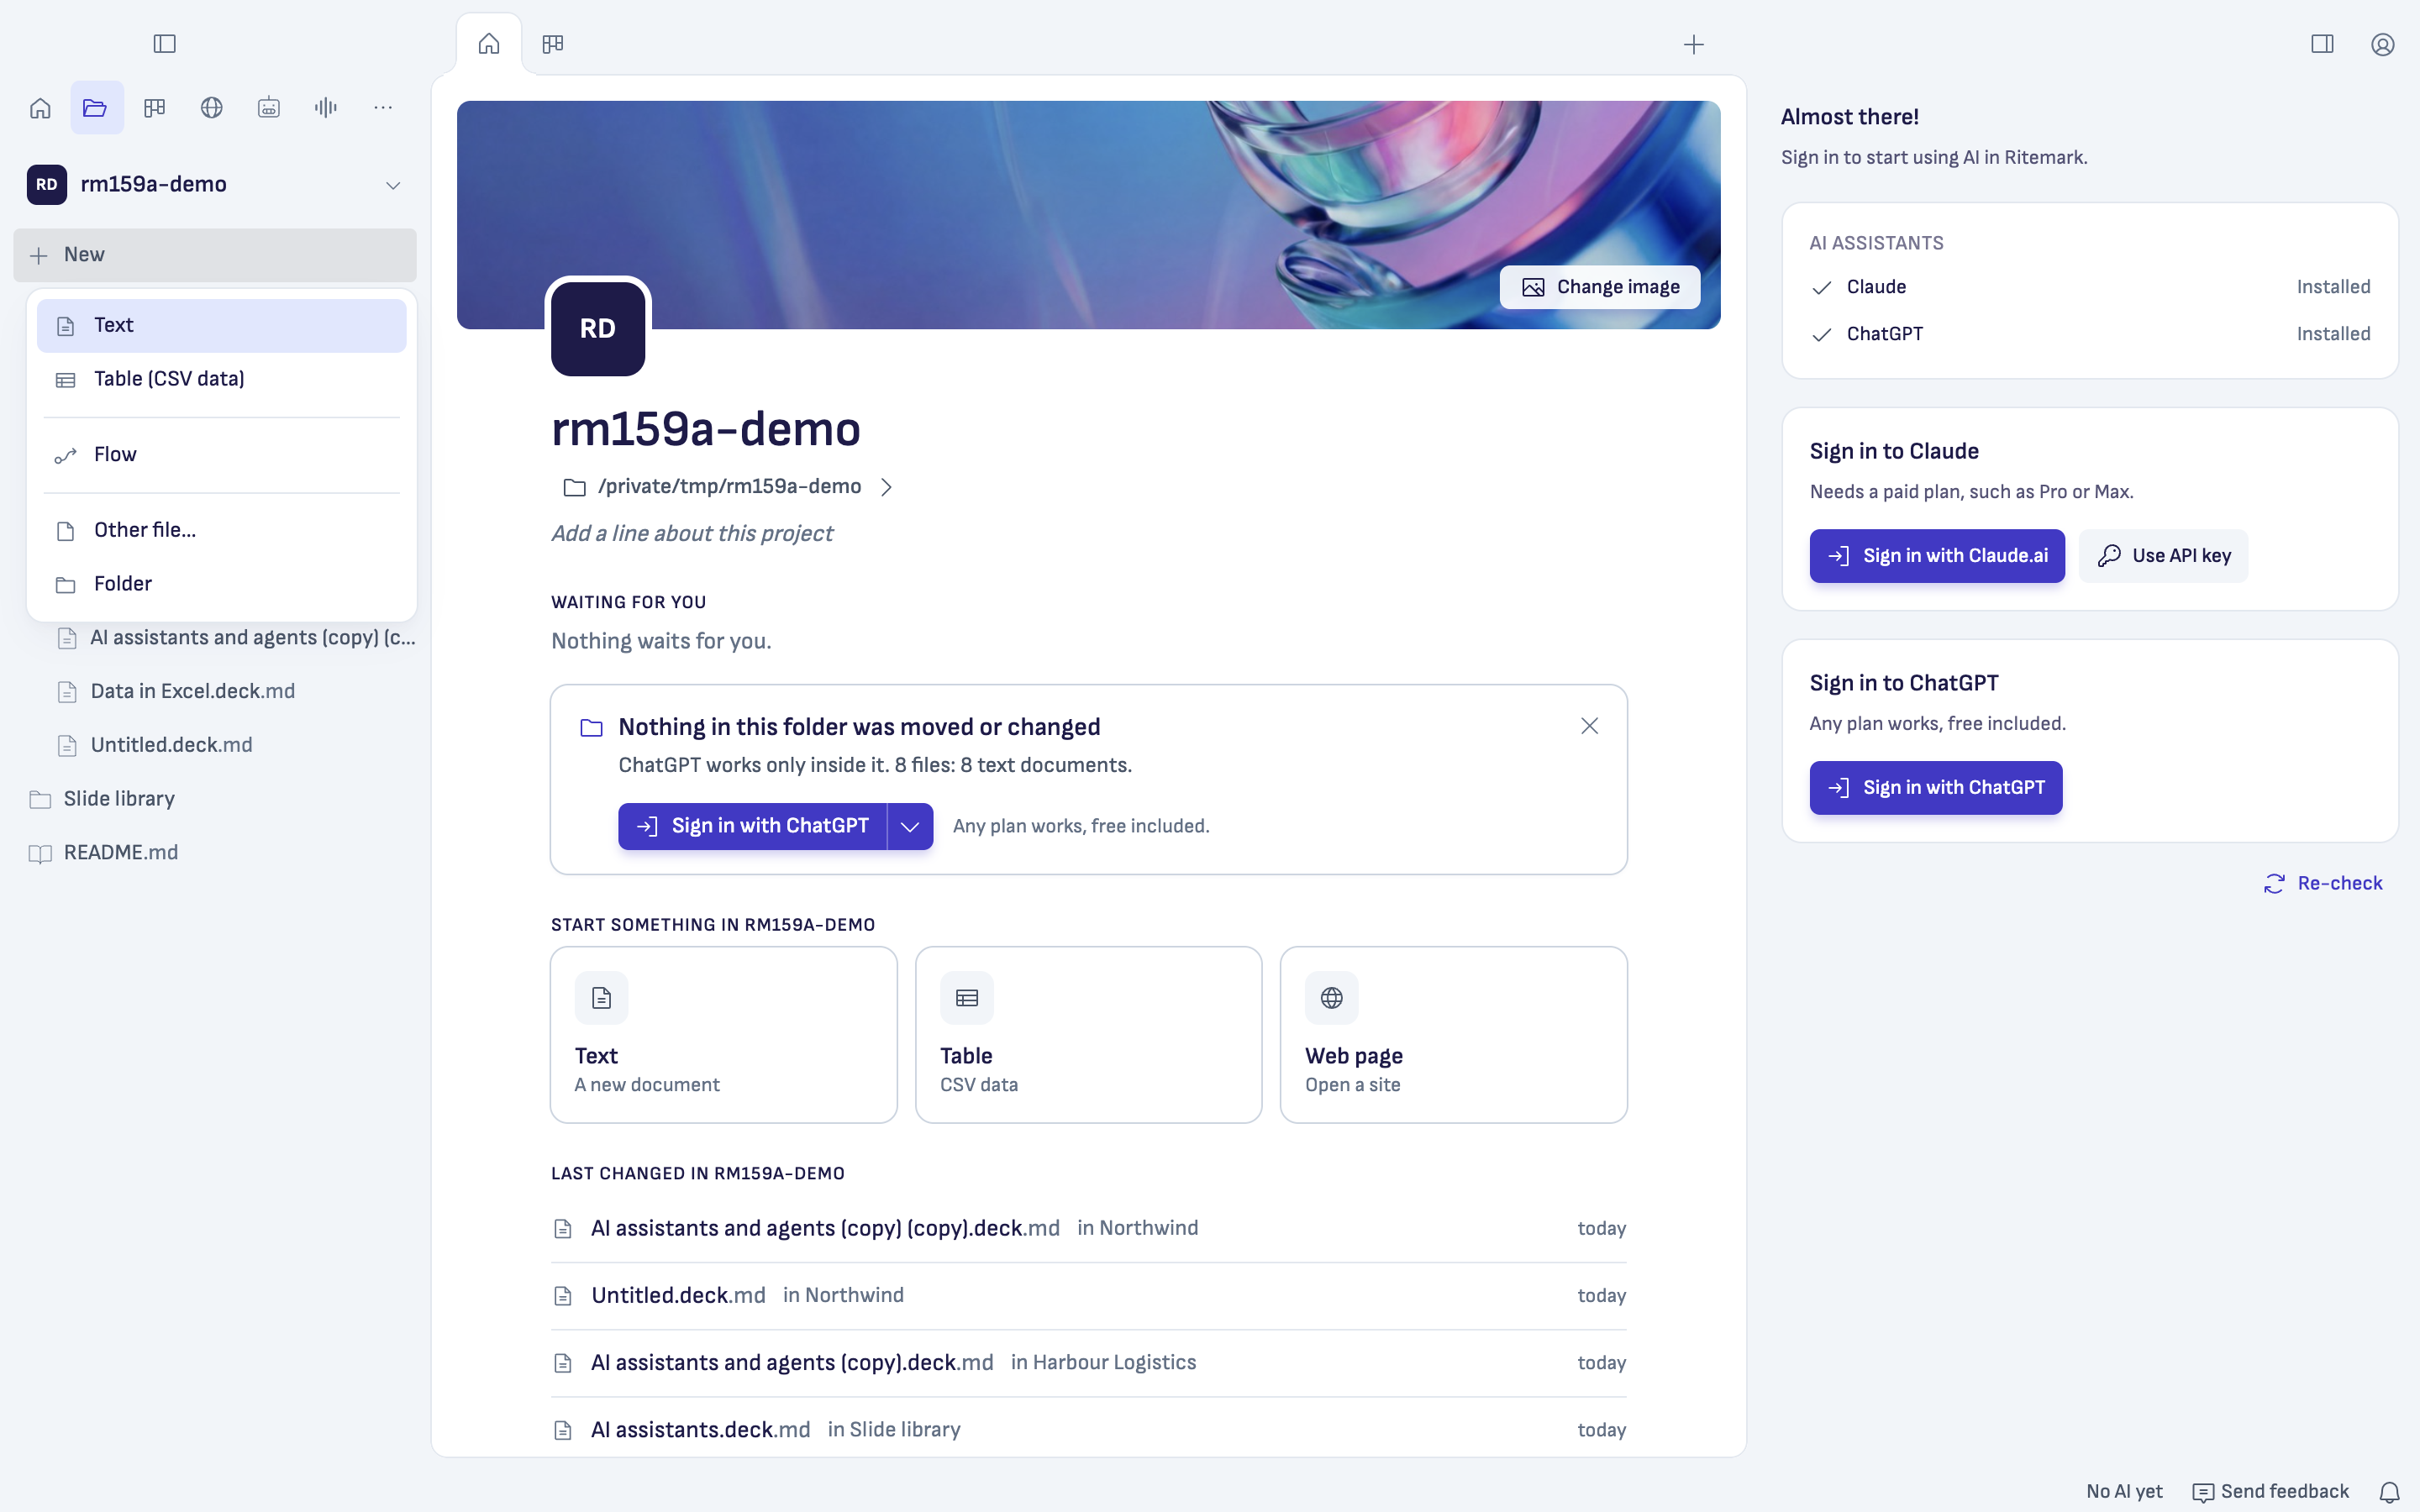 RD rm159a-demo
New
Text
Table (CSV data)
Flow
Other file...
Folder
AI assistants and agents (copy) (c...
Data in Excel.deck.md
Untitled.deck.md
Slide library
README.md
Change image
RD
rm159a-demo
/private/tmp/rm159a-demo
Add a line about this project
WAITING FOR YOU
Nothing waits for you.
Nothing in this folder was moved or changed
ChatGPT works only inside it. 8 files: 8 text documents.
Sign in with ChatGPT Any plan works, free included.
START SOMETHING IN RM159A-DEMO
Text
A new document
Table
CSV data
Web page
Open a site
LAST CHANGED IN RM159A-DEMO
AI assistants and agents (copy) (copy).deck.md in Northwind today
Untitled.deck.md in Northwind today
AI assistants and agents (copy).deck.md in Harbour Logistics today
AI assistants.deck.md in Slide library today
Almost there!
Sign in to start using AI in Ritemark.
AI ASSISTANTS
Claude Installed
ChatGPT Installed
Sign in to Claude
Needs a paid plan, such as Pro or Max.
Sign in with Claude.ai Use API key
Sign in to ChatGPT
Any plan works, free included.
Sign in with ChatGPT
Re-check
No AI yet Send feedback